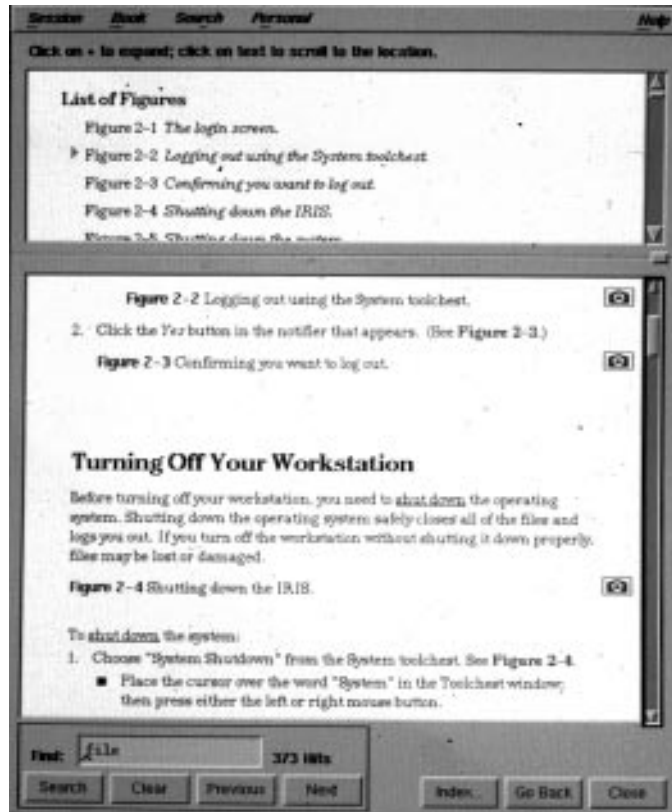 Session Book Search Personal Help
Click on + to expand; click on text to scroll to the location.
List of Figures
Figure 2-1 The login screen.
Figure 2-2 Logging out using the System toolchest.
Figure 2-3 Confirming you want to log out.
Figure 2-4 Shutting down the IRIS.
Figure 2-5 Shutting down the system.
Figure 2-2 Logging out using the System toolchest.
2. Click the Yes button in the notifier that appears. (See Figure 2-3.)
Figure 2-3 Confirming you want to log out.
Turning Off Your Workstation
Before turning off your workstation, you need to shut down the operating
system. Shutting down the operating system safely closes all of the files and
logs you out. If you turn off the workstation without shutting it down properly,
files may be lost or damaged.
Figure 2-4 Shutting down the IRIS.
To shut down the system:
1. Choose "System Shutdown" from the System toolchest. See Figure 2-4.
■ Place the cursor over the word "System" in the Toolchest window;
then press either the left or right mouse button.
Find: file 373 Hits
Search Clear Previous Next Index... Go Back Close